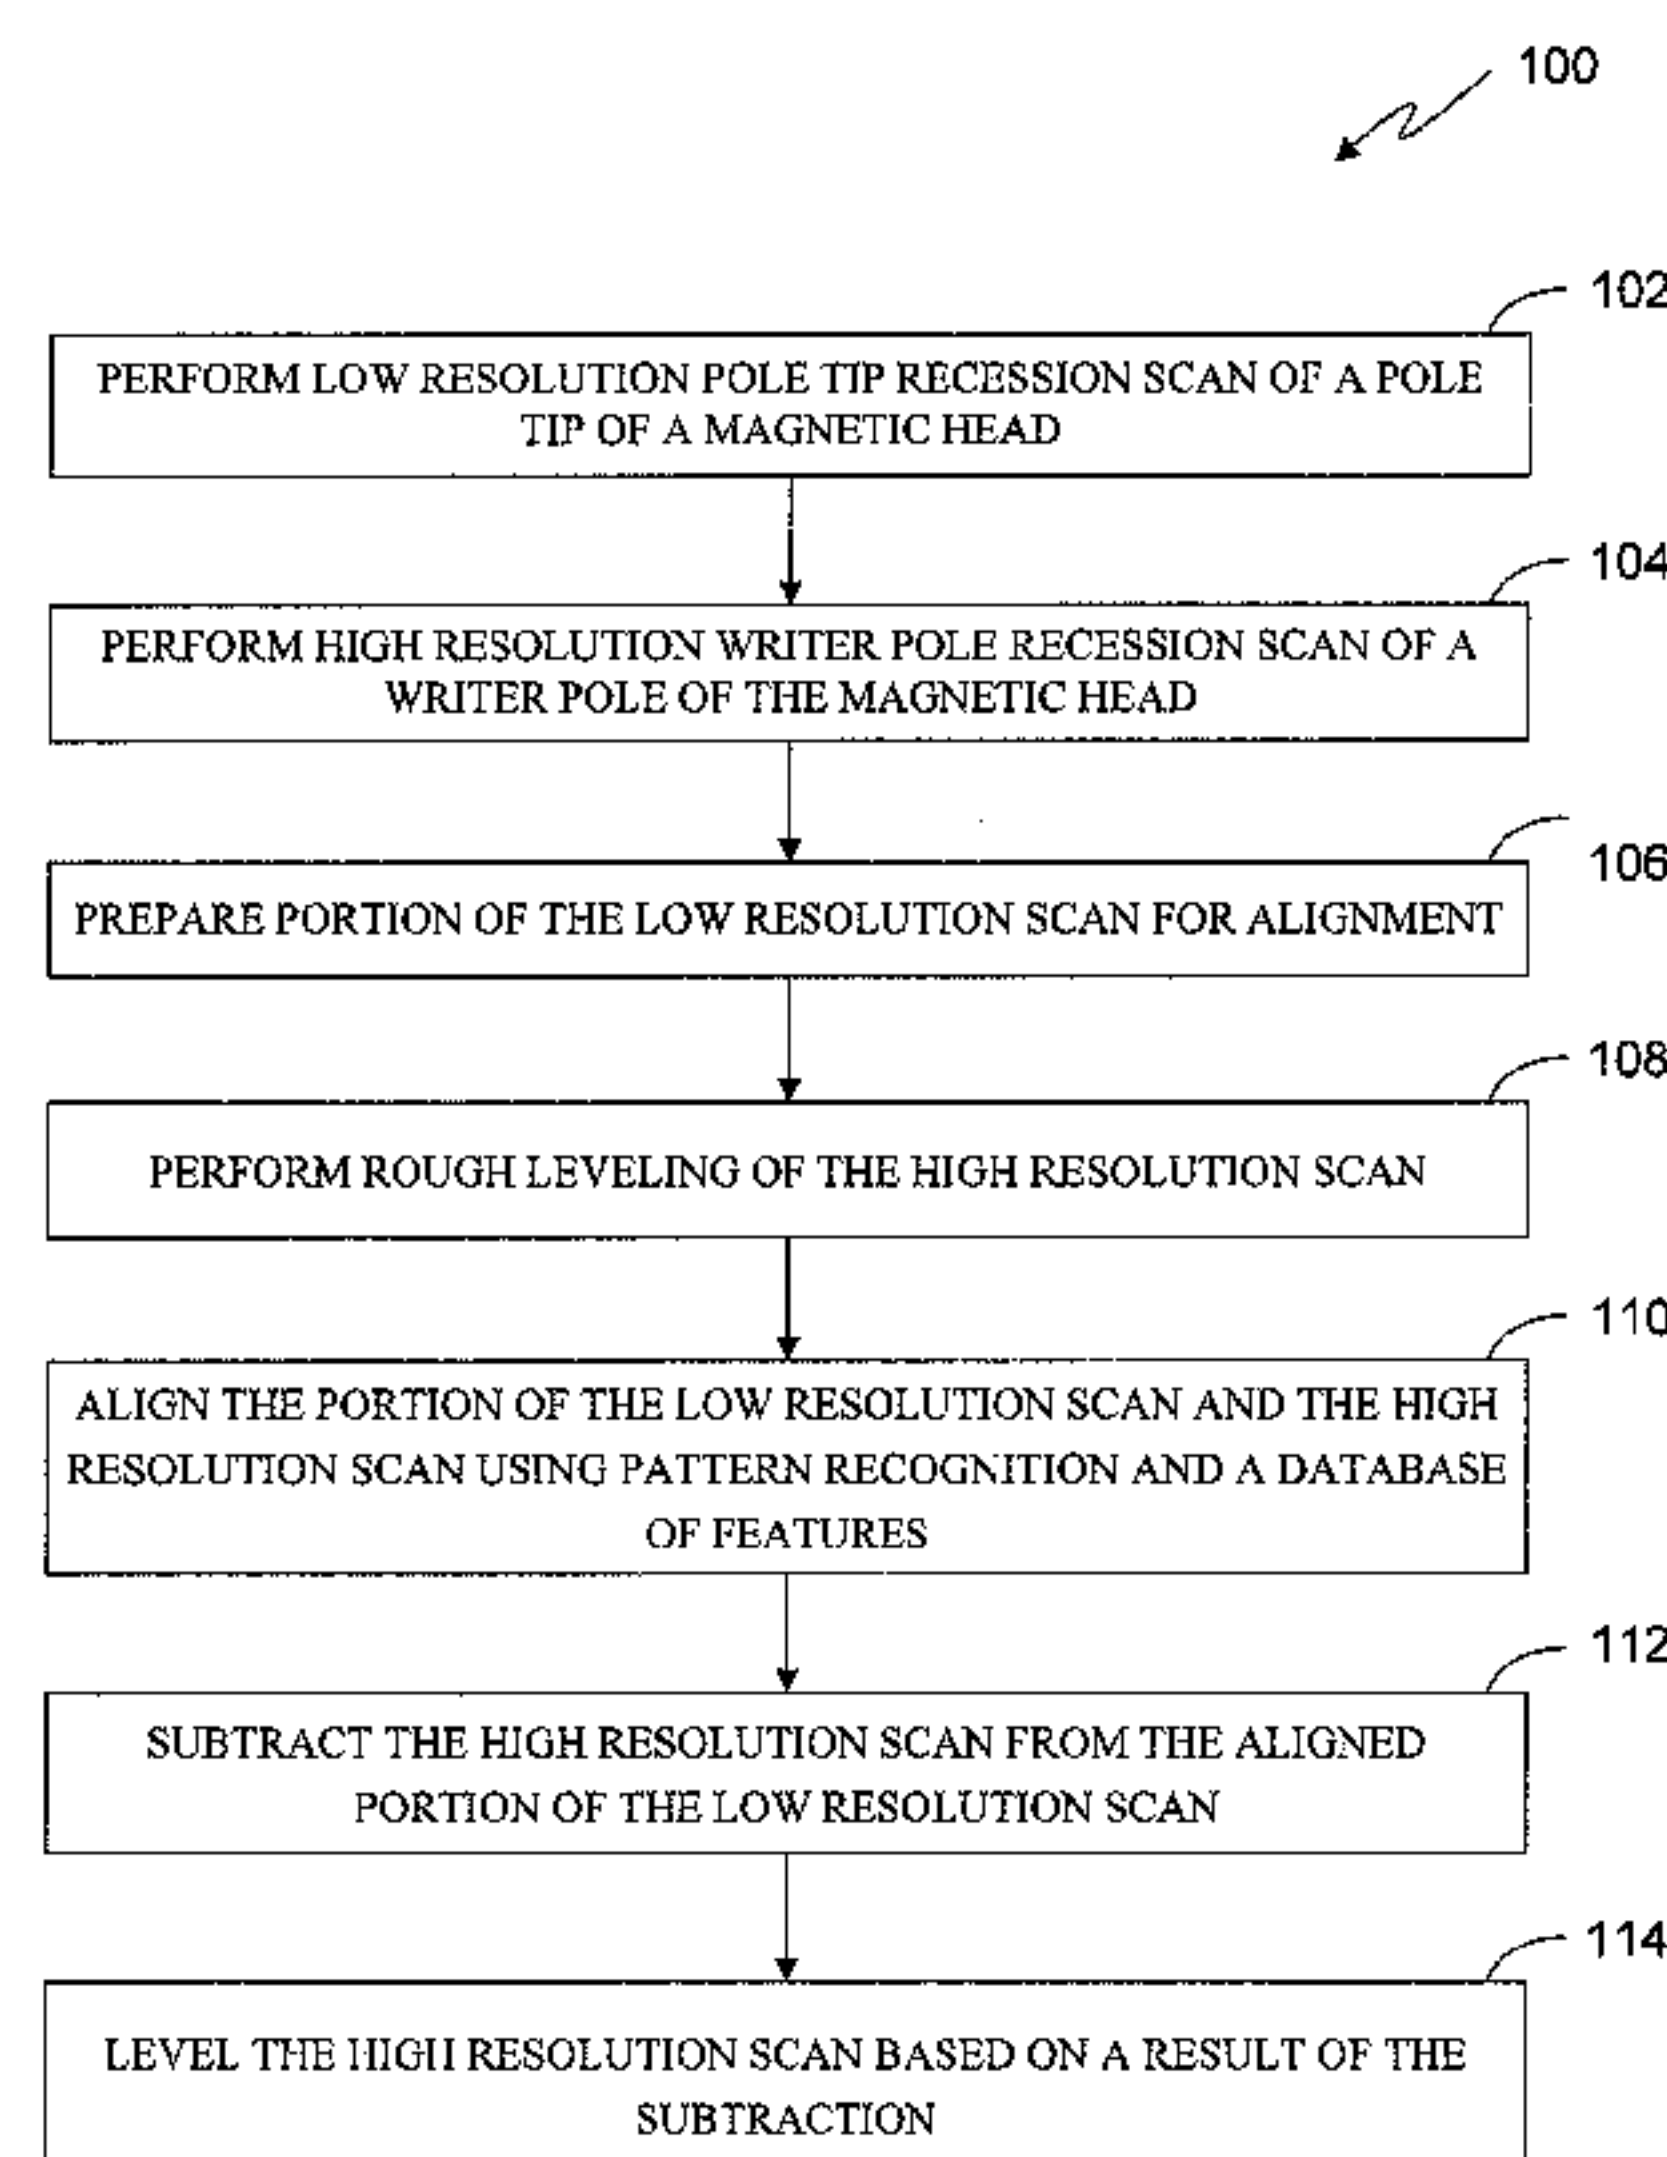 100
102
PERFORM LOW RESOLUTION POLE TIP RECESSION SCAN OF A POLE
TIP OF A MAGNETIC HEAD
104
PERFORM HIGH RESOLUTION WRITER POLE RECESSION SCAN OF A
WRITER POLE OF THE MAGNETIC HEAD
106
PREPARE PORTION OF THE LOW RESOLUTION SCAN FOR ALIGNMENT
108
PERFORM ROUGH LEVELING OF THE HIGH RESOLUTION SCAN
110
ALIGN THE PORTION OF THE LOW RESOLUTION SCAN AND THE HIGH
RESOLUTION SCAN USING PATTERN RECOGNITION AND A DATABASE
OF FEATURES
112
SUBTRACT THE HIGH RESOLUTION SCAN FROM THE ALIGNED
PORTION OF THE LOW RESOLUTION SCAN
114
LEVEL THE HIGH RESOLUTION SCAN BASED ON A RESULT OF THE
SUBTRACTION